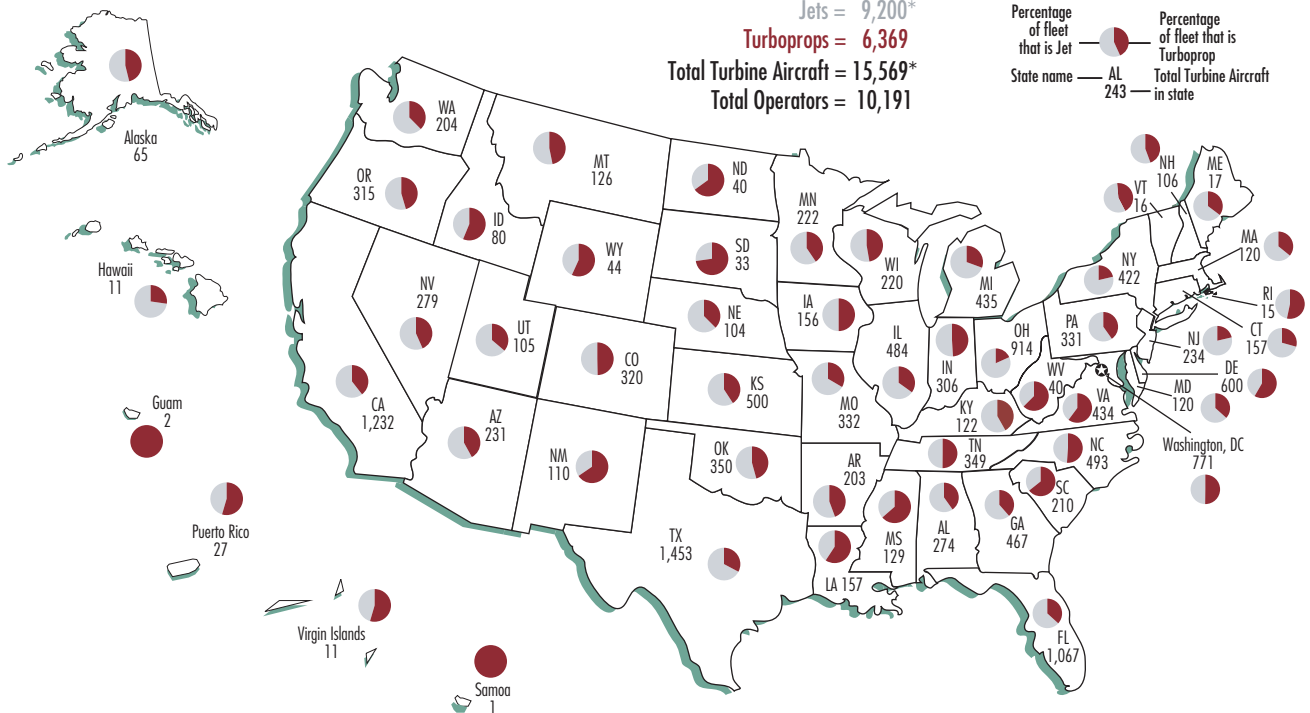 Jets = 9,200*
Turboprops = 6,369
Total Turbine Aircraft = 15,569*
Total Operators = 10,191
Percentage
of fleet
that is Jet
Percentage
of fleet that is
Turboprop
State name
AL
243
Total Turbine Aircraft
in state
Alaska
65
Hawaii
11
Guam
2
Puerto Rico
27
Virgin Islands
11
Samoa
1
WA
204
OR
315
ID
80
MT
126
WY
44
NV
279
UT
105
CA
1,232
AZ
231
CO
320
NM
110
ND
40
SD
33
NE
104
KS
500
OK
350
TX
1,453
MN
222
IA
156
MO
332
AR
203
LA 157
WI
220
IL
484
MI
435
IN
306
OH
914
KY
122
TN
349
MS
129
AL
274
GA
467
FL
1,067
SC
210
NC
493
VA
434
WV
40
PA
331
NY
422
VT
16
NH
106
ME
17
MA
120
RI
15
CT
157
NJ
234
DE
600
MD
120
Washington, DC
771